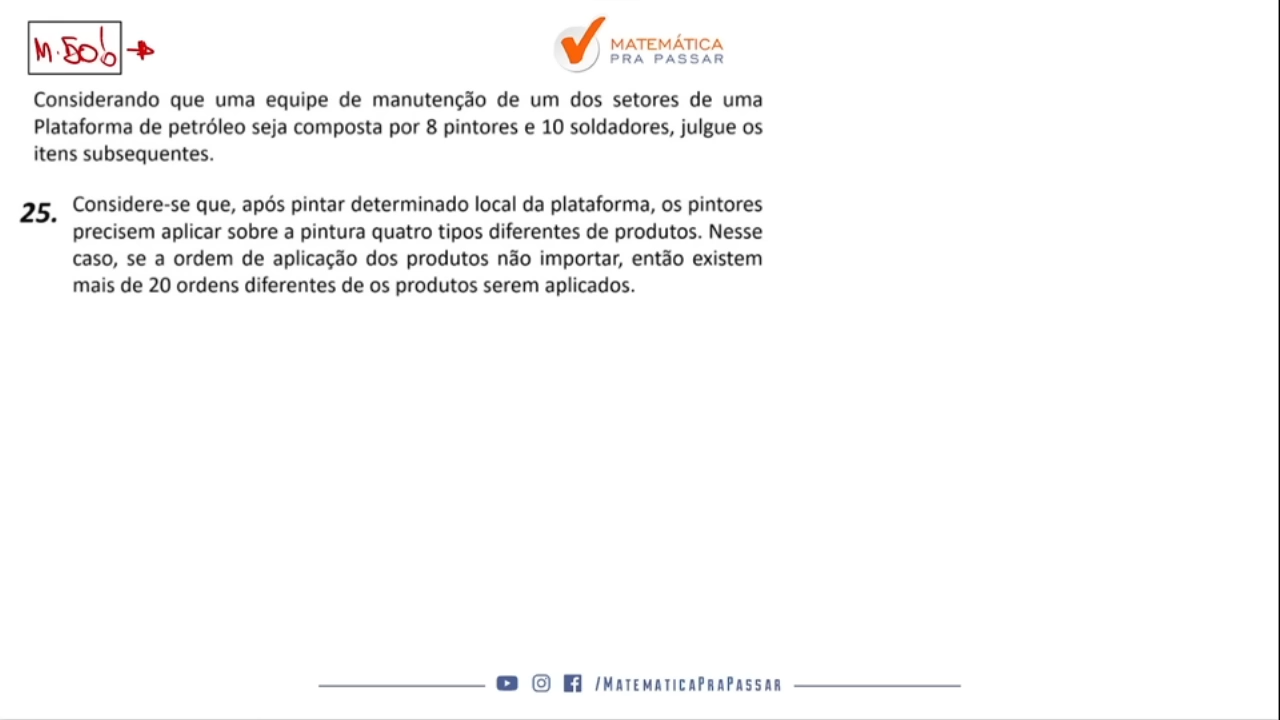 M.50!
MATEMÁTICA
PRA PASSAR
Considerando que uma equipe de manutenção de um dos setores de uma
Plataforma de petróleo seja composta por 8 pintores e 10 soldadores, julgue os
itens subsequentes.
25. Considere-se que, após pintar determinado local da plataforma, os pintores
precisem aplicar sobre a pintura quatro tipos diferentes de produtos. Nesse
caso, se a ordem de aplicação dos produtos não importar, então existem
mais de 20 ordens diferentes de os produtos serem aplicados.
/MATEMATICAPRAPASSAR